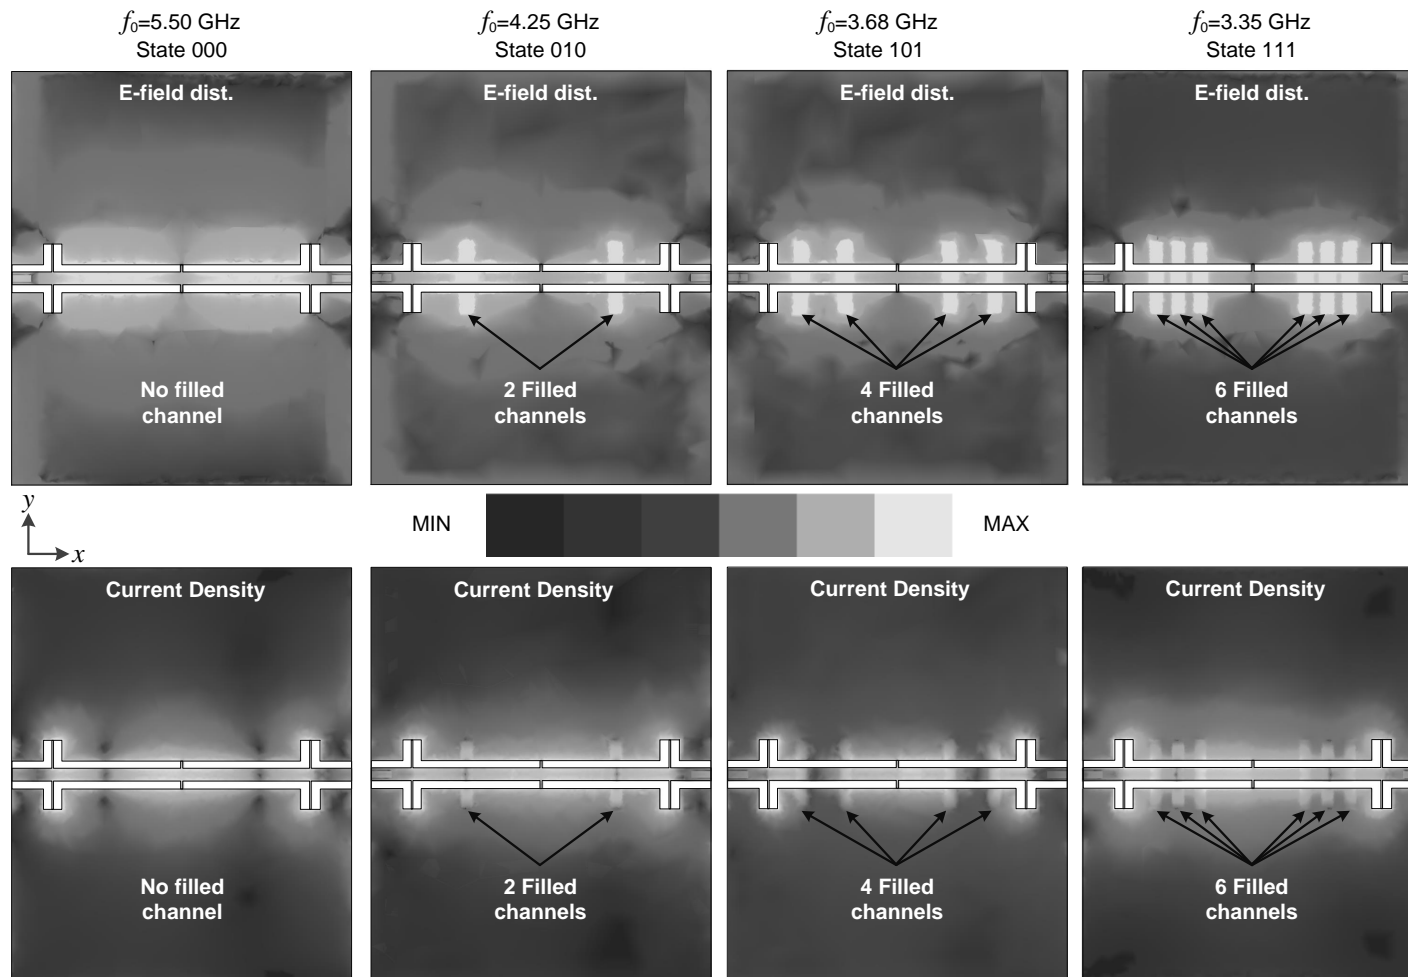 f0=5.50 GHz
State 000
f0=4.25 GHz
State 010
f0=3.68 GHz
State 101
f0=3.35 GHz
State 111
E-field dist.
E-field dist.
E-field dist.
E-field dist.
No filled
channel
2 Filled
channels
4 Filled
channels
6 Filled
channels
y
x
MIN
MAX
Current Density
Current Density
Current Density
Current Density
No filled
channel
2 Filled
channels
4 Filled
channels
6 Filled
channels